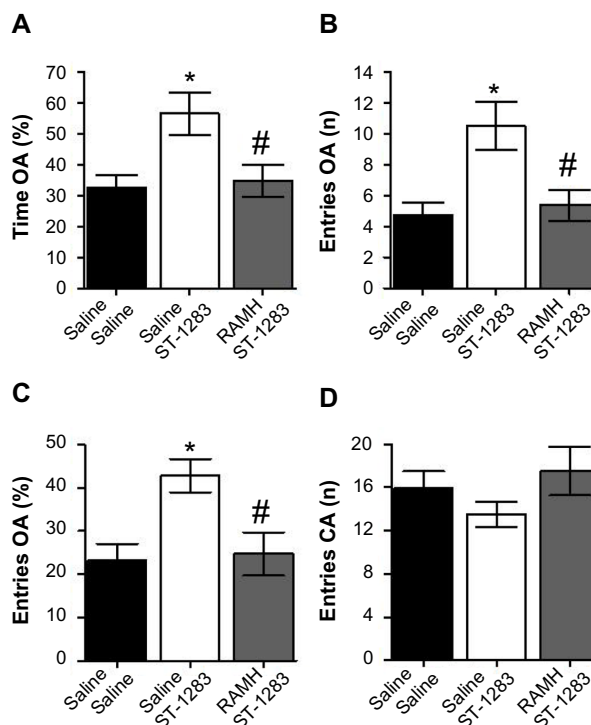 A
Time OA (%)
70
60
50
40
30
20
10
0
*
#
Saline
Saline
Saline
ST-1283
RAMH
ST-1283
B
Entries OA (n)
14
12
10
8
6
4
2
0
*
#
Saline
Saline
Saline
ST-1283
RAMH
ST-1283
C
Entries OA (%)
50
40
30
20
10
0
*
#
Saline
Saline
Saline
ST-1283
RAMH
ST-1283
D
Entries CA (n)
20
16
12
8
4
0
Saline
Saline
Saline
ST-1283
RAMH
ST-1283